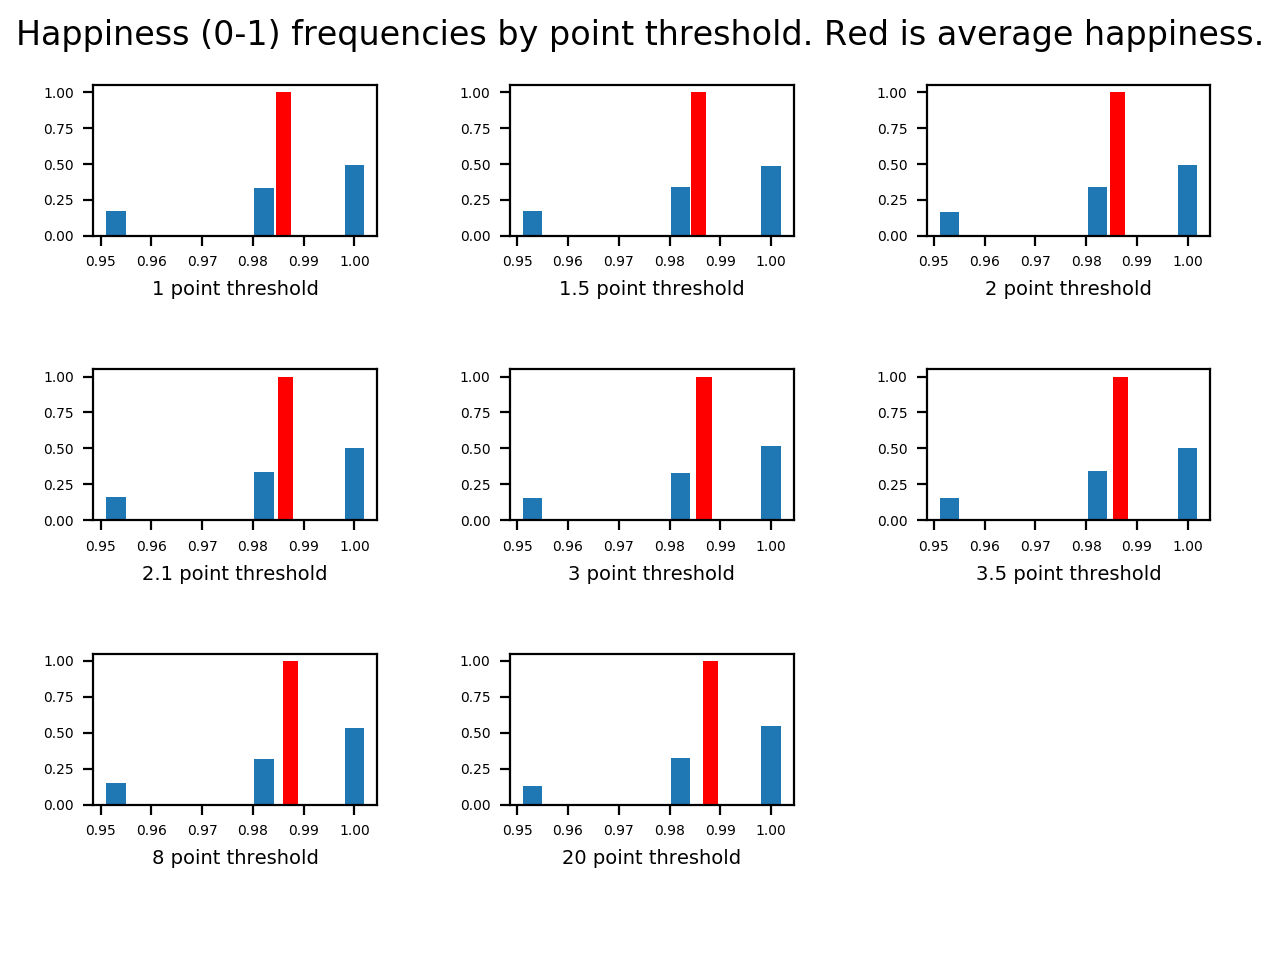 Happiness (0-1) frequencies by point threshold. Red is average happiness.
1.00 1.00 1.00
0.75 0.75 0.75
0.50 0.50 0.50
0.25 0.25 0.25
0.00 0.00 0.00
0.95 0.96 0.97 0.98 0.99 1.00 0.95 0.96 0.97 0.98 0.99 1.00 0.95 0.96 0.97 0.98 0.99 1.00
1 point threshold 1.5 point threshold 2 point threshold
1.00 1.00 1.00
0.75 0.75 0.75
0.50 0.50 0.50
0.25 0.25 0.25
0.00 0.00 0.00
0.95 0.96 0.97 0.98 0.99 1.00 0.95 0.96 0.97 0.98 0.99 1.00 0.95 0.96 0.97 0.98 0.99 1.00
2.1 point threshold 3 point threshold 3.5 point threshold
1.00 1.00
0.75 0.75
0.50 0.50
0.25 0.25
0.00 0.00
0.95 0.96 0.97 0.98 0.99 1.00 0.95 0.96 0.97 0.98 0.99 1.00
8 point threshold 20 point threshold